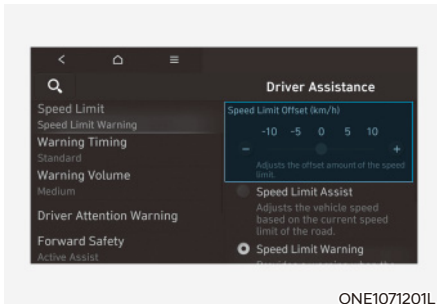 Driver Assistance
Speed Limit
Speed Limit Warning
Warning Timing
Standard
Warning Volume
Medium
Driver Attention Warning
Forward Safety
Active Assist
Speed Limit Offset (km/h)
-10 -5 0 5 10
− +
Adjusts the offset amount of the speed
limit.
Speed Limit Assist
Adjusts the vehicle speed
based on the current speed
limit of the road.
Speed Limit Warning
ONE1071201L